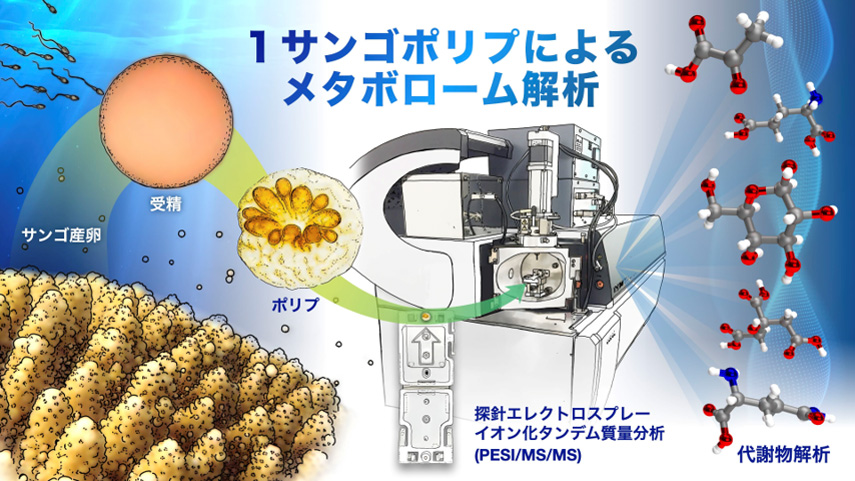 1サンゴポリプによる
メタボローム解析
受精
サンゴ産卵
ポリプ
探針エレクトロスプレー
イオン化タンデム質量分析
(PESI/MS/MS)
代謝物解析